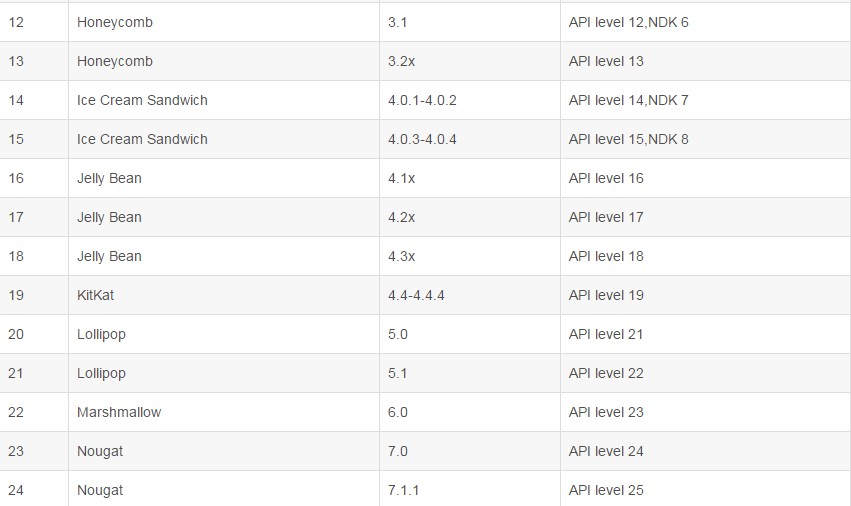 12 Honeycomb 3.1 API level 12,NDK 6
13 Honeycomb 3.2x API level 13
14 Ice Cream Sandwich 4.0.1-4.0.2 API level 14,NDK 7
15 Ice Cream Sandwich 4.0.3-4.0.4 API level 15,NDK 8
16 Jelly Bean 4.1x API level 16
17 Jelly Bean 4.2x API level 17
18 Jelly Bean 4.3x API level 18
19 KitKat 4.4-4.4.4 API level 19
20 Lollipop 5.0 API level 21
21 Lollipop 5.1 API level 22
22 Marshmallow 6.0 API level 23
23 Nougat 7.0 API level 24
24 Nougat 7.1.1 API level 25